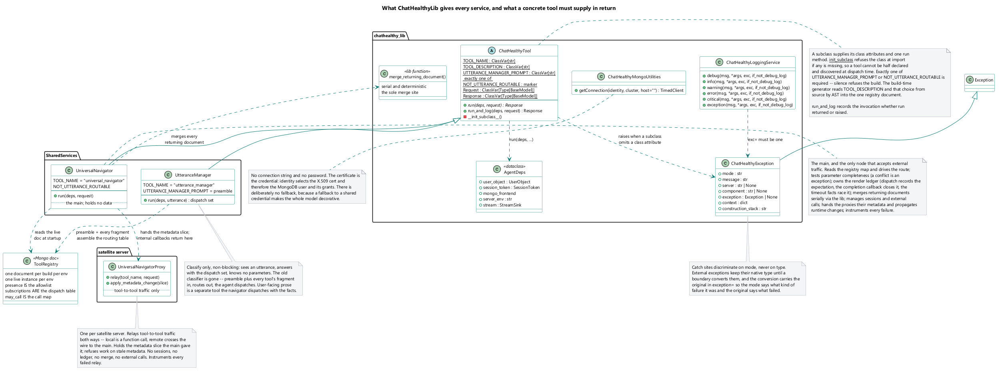 What ChatHealthyLib gives every service, and what a concrete tool must supply in return
chathealthy_lib
«lib function»
merge_returning_document()
serial and deterministic
the sole merge site
ChatHealthyTool
TOOL_NAME : ClassVar[str]
TOOL_DESCRIPTION : ClassVar[str]
UTTERANCE_MANAGER_PROMPT : ClassVar[str]
exactly one of
NOT_UTTERANCE_ROUTABLE : marker
Request : ClassVar[Type[BaseModel]]
Response : ClassVar[Type[BaseModel]]
run(deps, request) : Response
run_and_log(deps, request) : Response
__init_subclass__()
ChatHealthyMongoUtilities
getConnection(identity, cluster, host="") : TimedClient
ChatHealthyLoggingService
debug(msg, *args, exc, if_not_debug_log)
info(msg, *args, exc, if_not_debug_log)
warning(msg, *args, exc, if_not_debug_log)
error(msg, *args, exc, if_not_debug_log)
critical(msg, *args, exc, if_not_debug_log)
exception(msg, *args, exc, if_not_debug_log)
A subclass supplies its class attributes and one run
method. init_subclass refuses the class at import
if any is missing, so a tool cannot be half declared
and discovered at dispatch time. Exactly one of
UTTERANCE_MANAGER_PROMPT or NOT_UTTERANCE_ROUTABLE is
required -- silence refuses the build. The build-time
generator reads TOOL_DESCRIPTION and that choice from
source by AST into the one registry document.
run_and_log records the invocation whether run
returned or raised.
Exception
merges every
returning document
run(deps, ...)
raises when a subclass
omits a class attribute
exc= must be one
SharedServices
UniversalNavigator
TOOL_NAME = "universal_navigator"
NOT_UTTERANCE_ROUTABLE
run(deps, request)
the main; holds no data
UtteranceManager
TOOL_NAME = "utterance_manager"
UTTERANCE_MANAGER_PROMPT = preamble
run(deps, utterance) : dispatch set
No connection string and no password. The certificate is
the credential: identity selects the X.509 cert and
therefore the MongoDB user and its grants. There is
deliberately no fallback, because a fallback to a shared
credential makes the whole model decorative.
«dataclass»
AgentDeps
user_object : UserObject
session_token : SessionToken
mongo_frontend
server_env : str
stream : StreamSink
ChatHealthyException
mode : str
message : str
server : str | None
component : str | None
exception : Exception | None
context : dict
construction_stack : str
The main, and the only node that accepts external
traffic. Reads the registry map and drives the route;
tests parameter completeness (a conflict is an
exception); owns the render ledger (dispatch records the
expectation, the completion callback closes it, the
timeout facts race it); merges returning documents
serially via the lib; manages sessions and external
calls; hands the proxies their metadata and propagates
runtime changes; instruments every failure.
reads the live
doc at startup
preamble + every fragment
assemble the routing table
hands the metadata slice;
internal callbacks return here
«Mongo doc»
ToolRegistry
one document per build per env
one live instance per env
presence IS the allowlist
subscriptions ARE the dispatch table
may_call IS the call map
satellite server
UniversalNavigatorProxy
relay(tool_name, request)
apply_metadata_change(slice)
tool-to-tool traffic only
Classify only, non-blocking: sees an utterance, answers
with the dispatch set, knows no parameters. The old
classifier is gone -- preamble plus every tool's fragment
in, routes out, the agent dispatches. User-facing prose
is a separate tool the navigator dispatches with the facts.
Catch sites discriminate on mode, never on type.
External exceptions keep their native type until a
boundary converts them, and the conversion carries the
original in exception= so the mode says what kind of
failure it was and the original says what failed.
One per satellite server. Relays tool-to-tool traffic
both ways -- local is a function call, remote crosses the
wire to the main. Holds the metadata slice the main gave
it; refuses work on stale metadata. No sessions, no
ledger, no merge, no external calls. Instruments every
failed relay.